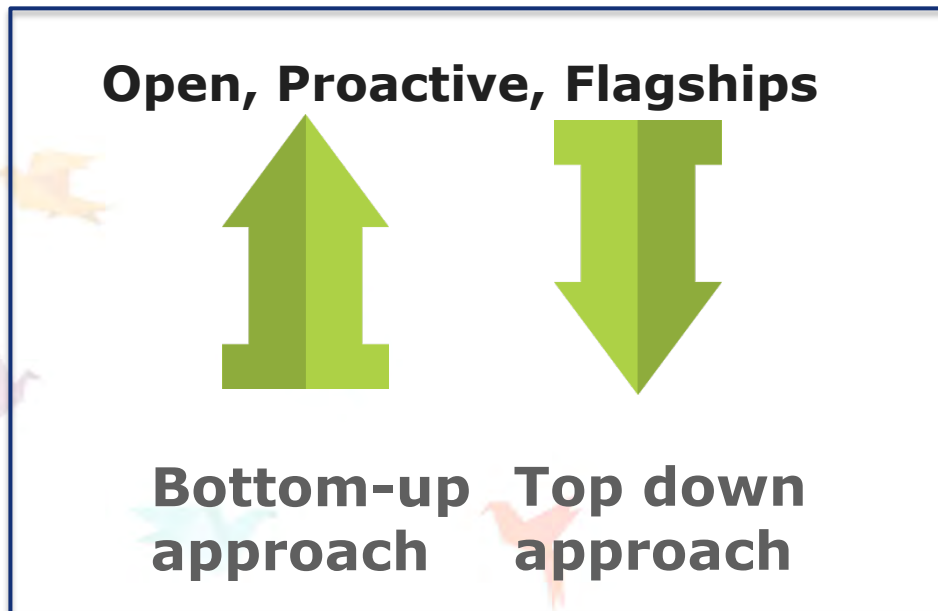 Open, Proactive, Flagships
Bottom-up
approach
Top down
approach